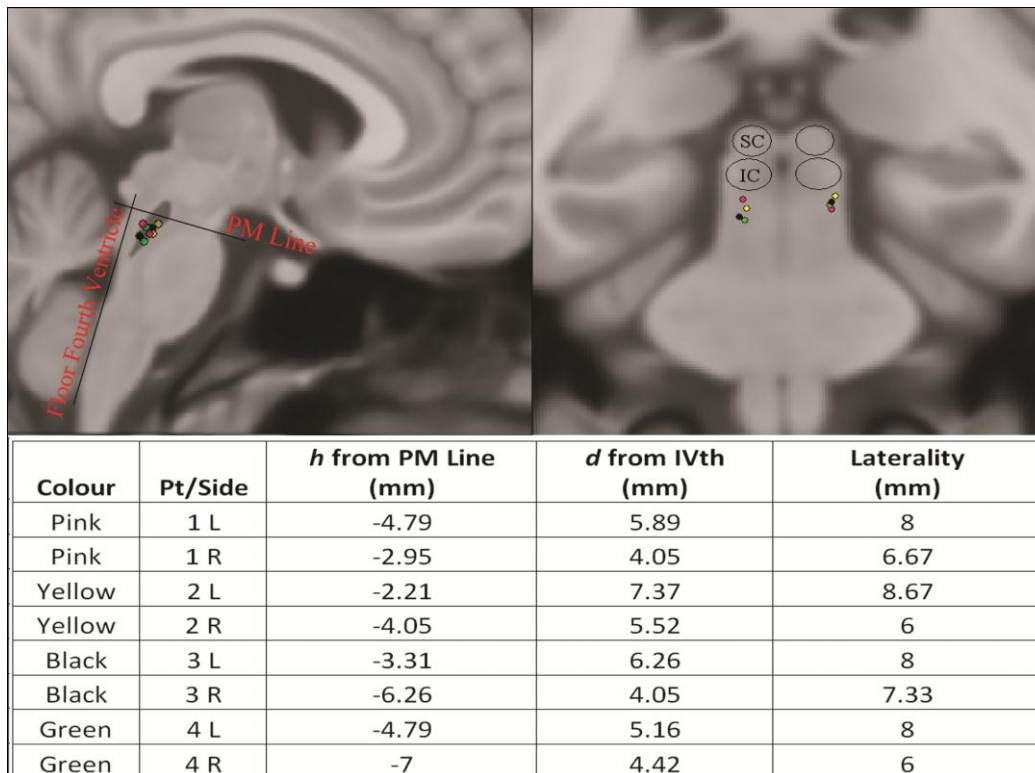 Floor Fourth Ventricle
PM Line
SC
IC
Colour Pt/Side h from PM Line (mm) d from IVth (mm) Laterality (mm)
Pink 1 L -4.79 5.89 8
Pink 1 R -2.95 4.05 6.67
Yellow 2 L -2.21 7.37 8.67
Yellow 2 R -4.05 5.52 6
Black 3 L -3.31 6.26 8
Black 3 R -6.26 4.05 7.33
Green 4 L -4.79 5.16 8
Green 4 R -7 4.42 6